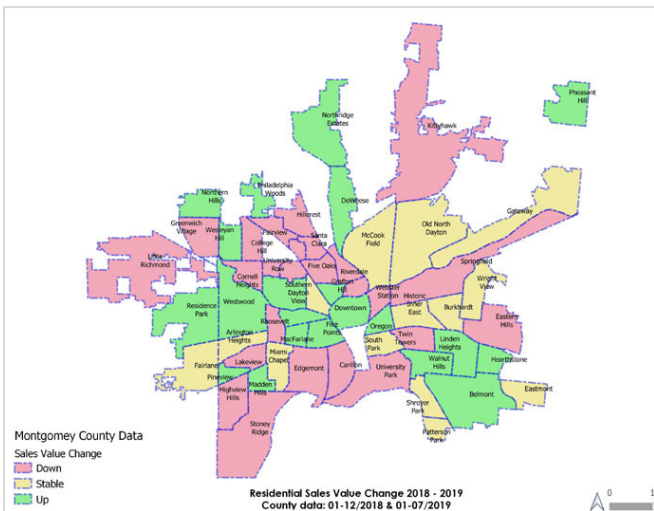 Pheasant
Hill
Northridge
Estates
Kittyhawk
Philadelphia
Woods
Northern
Hills
DeWeese
Gateway
Hillcrest
Greenwich
Village
Wesleyan
Hill
Fairview
Santa
Clara
College
Hill
McCook
Field
Old North
Dayton
Little
Richmond
University
Row
Five Oaks
Riverdale
Grafton
Hill
Springfield
Cornell
Heights
Southern
Dayton
View
Webster
Station
Historic
Inner
East
Wright
View
Burkhardt
Residence
Park
Westwood
Downtown
Roosevelt
Five
Points
Oregon
Eastern
Hills
Arlington
Heights
MacFarlane
South
Park
Twin
Towers
Linden
Heights
Fairlane
Lakeview
Miami
Chapel
Edgemont
Carillon
University
Park
Walnut
Hills
Hearthstone
Pineview
Highview
Hills
Madden
Hills
Belmont
Eastmont
Shroyer
Park
Patterson
Park
Stoney
Ridge
Montgomey County Data
Sales Value Change
Down
Stable
Up
Residential Sales Value Change 2018 - 2019
County data: 01-12/2018 & 01-07/2019
0 1